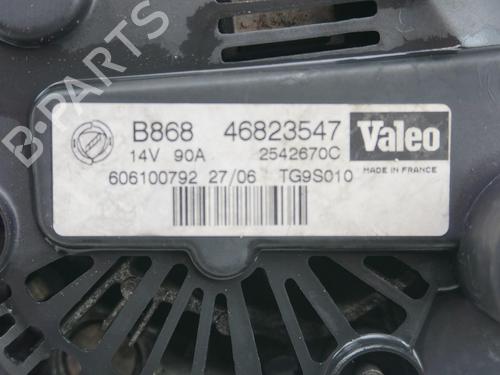 B-PARTS
B868 46823547 Valeo
14V 90A 2542670C MADE IN FRANCE
606100792 27/06 TG9S010